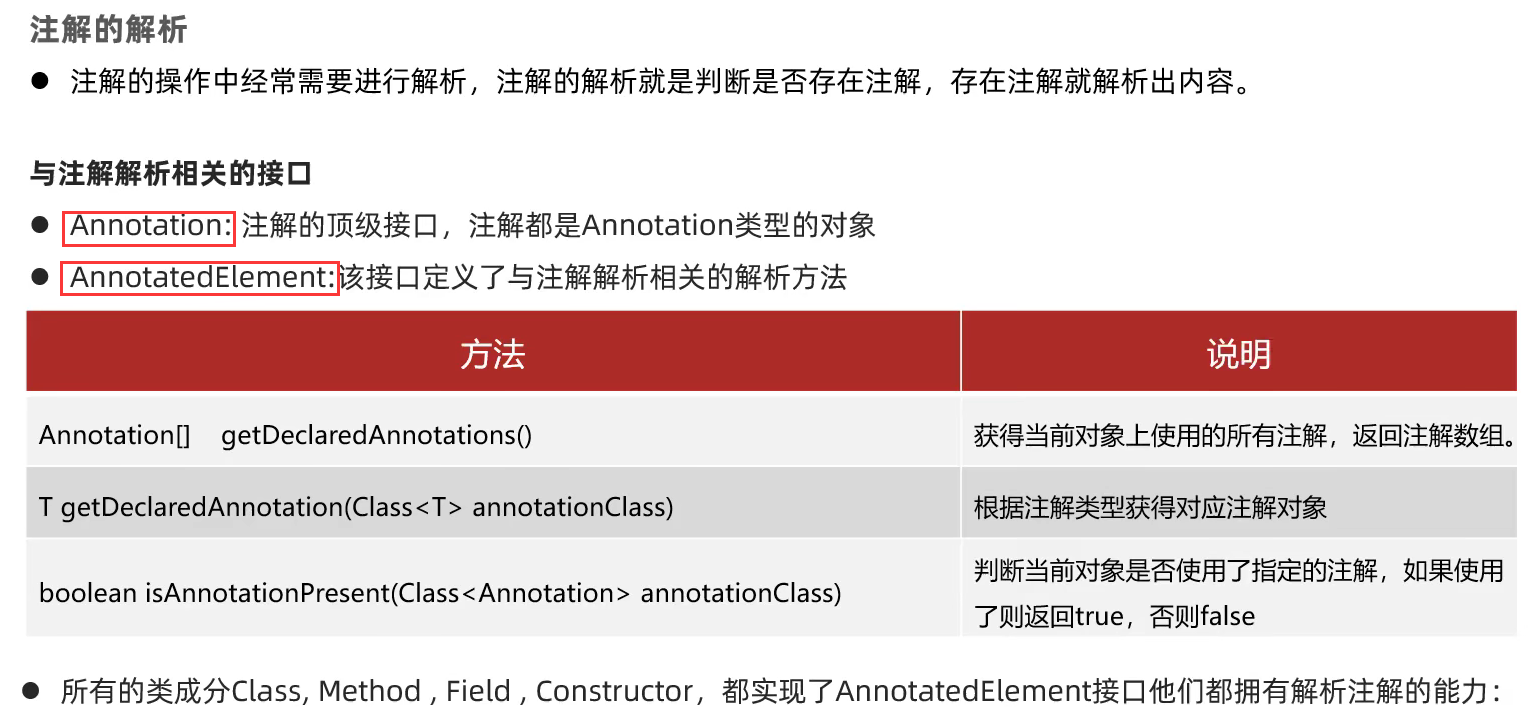 注解的解析
● 注解的操作中经常需要进行解析，注解的解析就是判断是否存在注解，存在注解就解析出内容。
与注解解析相关的接口
● Annotation: 注解的顶级接口，注解都是Annotation类型的对象
● AnnotatedElement:该接口定义了与注解解析相关的解析方法
方法 说明
Annotation[] getDeclaredAnnotations() 获得当前对象上使用的所有注解，返回注解数组。
T getDeclaredAnnotation(Class<T> annotationClass) 根据注解类型获得对应注解对象
boolean isAnnotationPresent(Class<Annotation> annotationClass) 判断当前对象是否使用了指定的注解，如果使用
了则返回true，否则false
● 所有的类成分Class, Method , Field , Constructor，都实现了AnnotatedElement接口他们都拥有解析注解的能力：